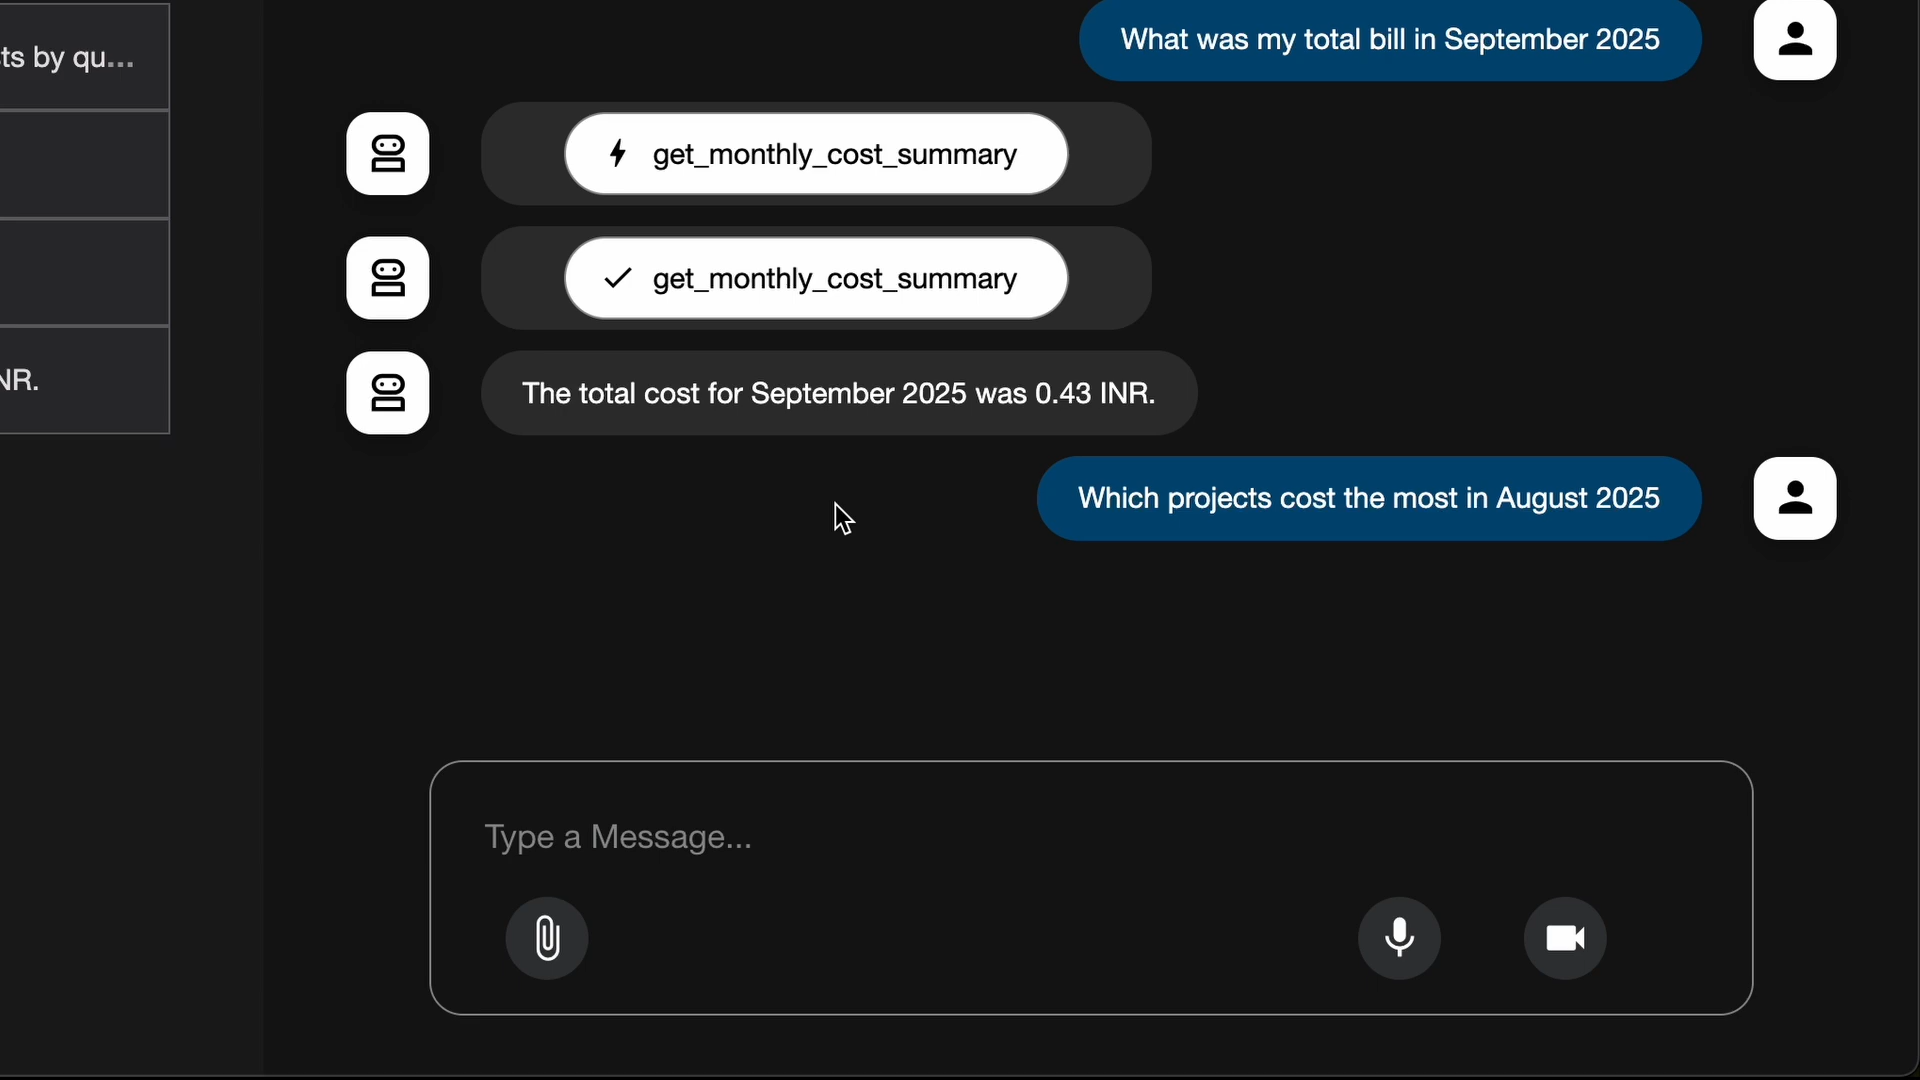 ts by qu...
What was my total bill in September 2025
get_monthly_cost_summary
get_monthly_cost_summary
NR.
The total cost for September 2025 was 0.43 INR.
Which projects cost the most in August 2025
Type a Message...